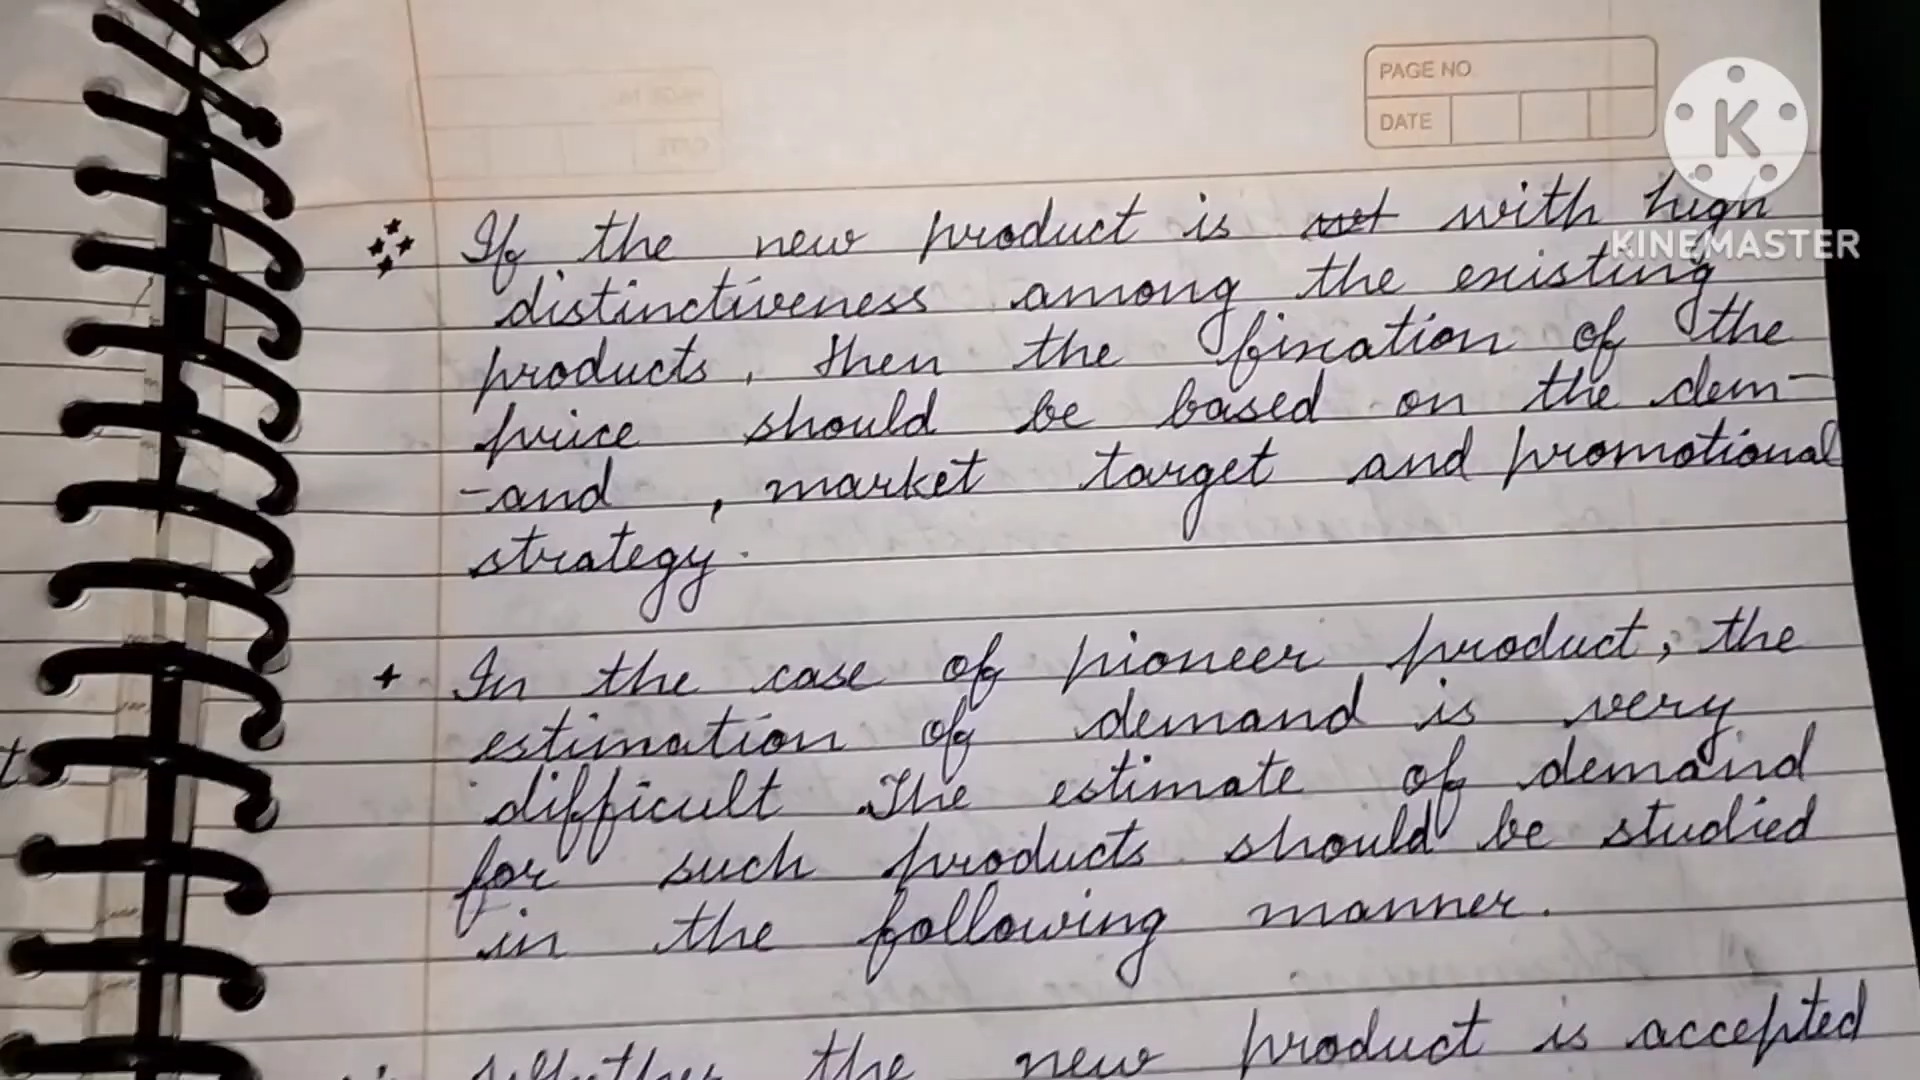 PAGE NO.
DATE
K
KINEMASTER
If the new product is not with high
distinctiveness among the existing
products, then the fixation of the
price should be based on the dem-
-and, market target and promotional
strategy.
+ In the case of pioneer product, the
estimation of demand is very
difficult. The estimate of demand
for such products should be studied
in the following manner.
i. Whether the new product is accepted